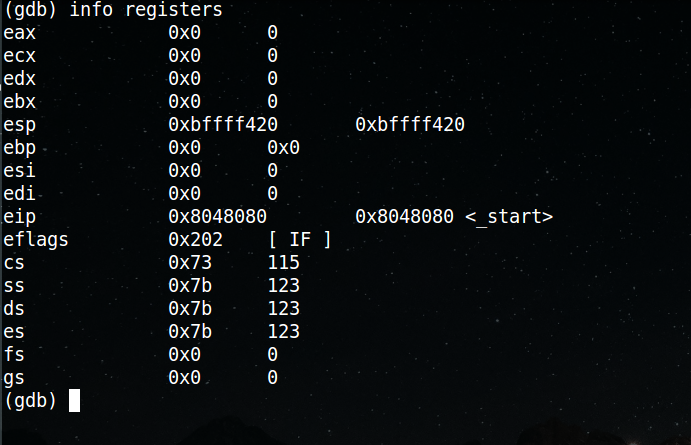 (gdb) info registers
eax            0x0      0
ecx            0x0      0
edx            0x0      0
ebx            0x0      0
esp            0xbffff420       0xbffff420
ebp            0x0      0x0
esi            0x0      0
edi            0x0      0
eip            0x8048080        0x8048080 <_start>
eflags         0x202    [ IF ]
cs             0x73     115
ss             0x7b     123
ds             0x7b     123
es             0x7b     123
fs             0x0      0
gs             0x0      0
(gdb)